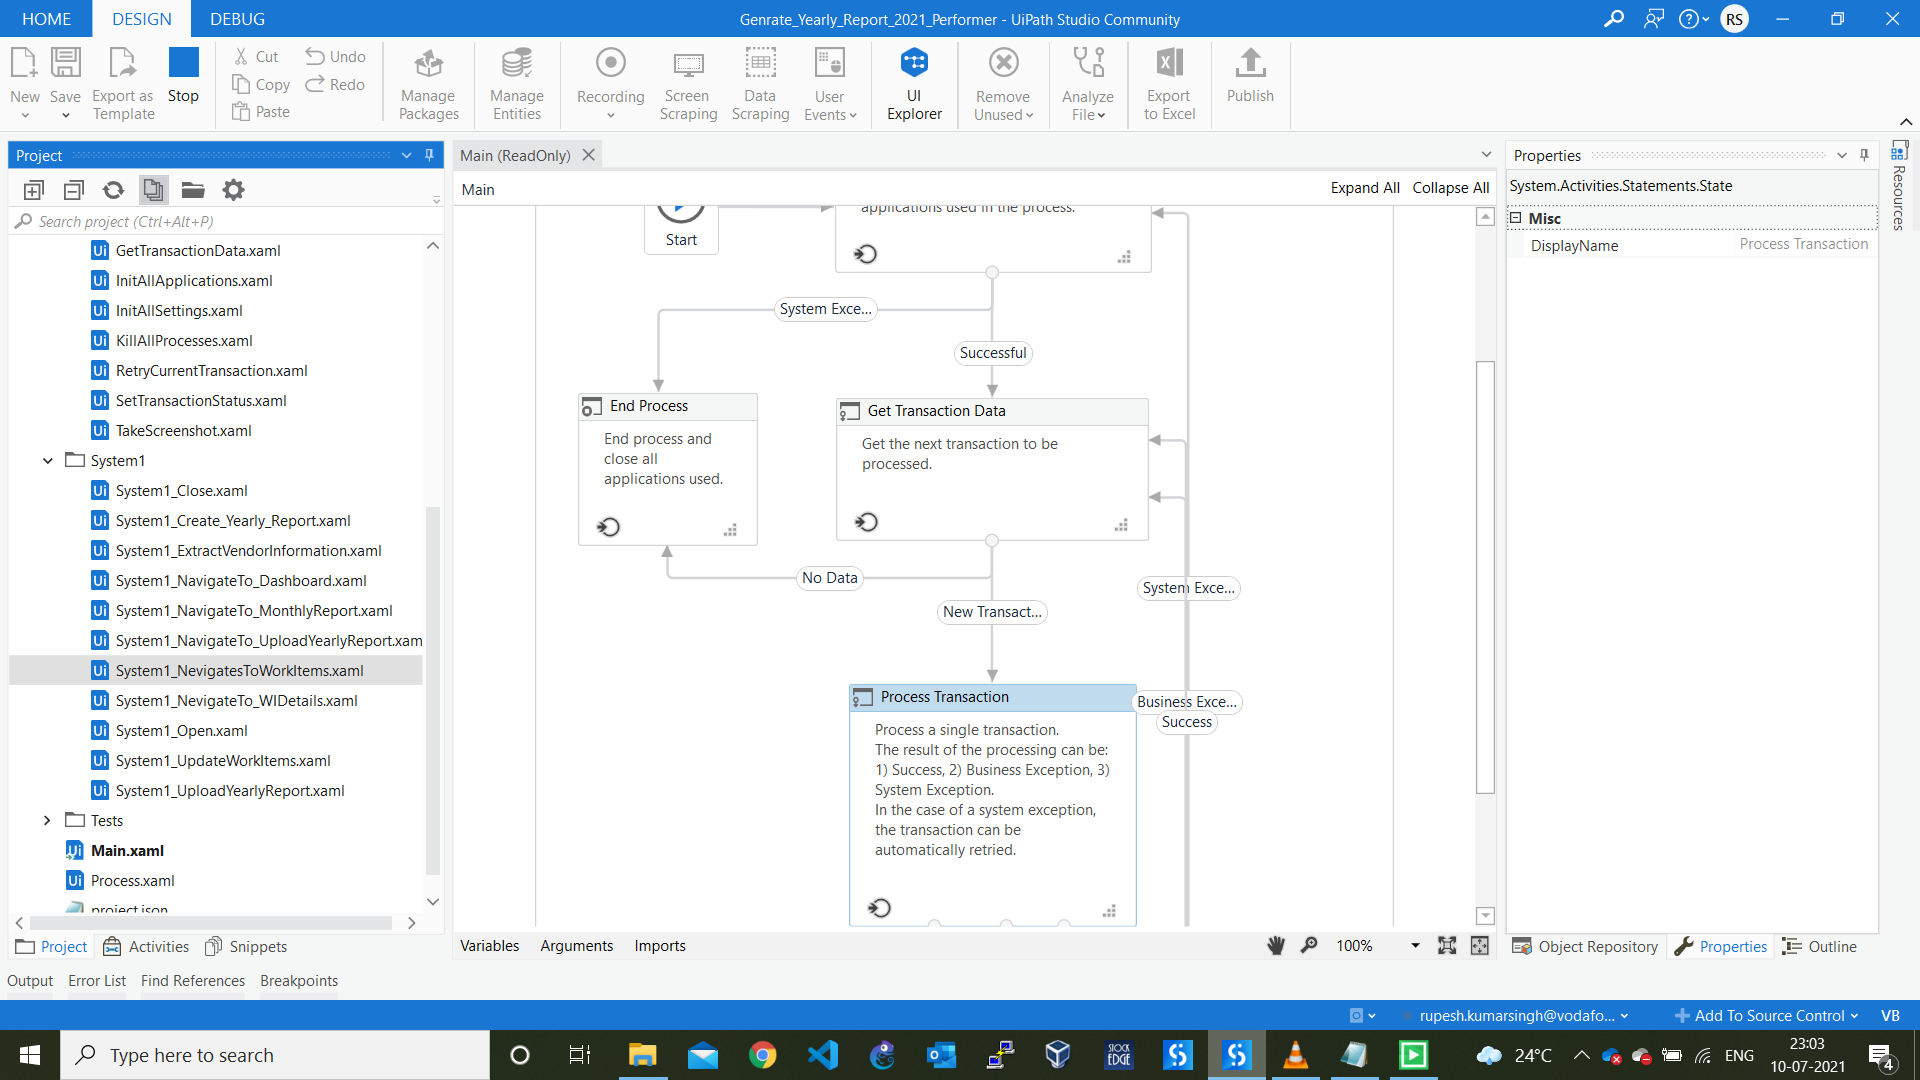 HOME DESIGN DEBUG
Genrate_Yearly_Report_2021_Performer - UiPath Studio Community
RS
New
Save
Export as
Template
Stop
Cut
Copy
Paste
Undo
Redo
Manage
Packages
Manage
Entities
Recording
Screen
Scraping
Data
Scraping
User
Events
UI
Explorer
Remove
Unused
Analyze
File
Export
to Excel
Publish
Project
Search project (Ctrl+Alt+P)
GetTransactionData.xaml
InitAllApplications.xaml
InitAllSettings.xaml
KillAllProcesses.xaml
RetryCurrentTransaction.xaml
SetTransactionStatus.xaml
TakeScreenshot.xaml
System1
System1_Close.xaml
System1_Create_Yearly_Report.xaml
System1_ExtractVendorInformation.xaml
System1_NavigateTo_Dashboard.xaml
System1_NavigateTo_MonthlyReport.xaml
System1_NavigateTo_UploadYearlyReport.xam
System1_NevigatesToWorkItems.xaml
System1_NevigateTo_WIDetails.xaml
System1_Open.xaml
System1_UpdateWorkItems.xaml
System1_UploadYearlyReport.xaml
Tests
Main.xaml
Process.xaml
project.json
Project Activities Snippets
Main (ReadOnly)
Main
Expand All Collapse All
applications used in the process.
Start
System Exce...
Successful
End Process
End process and
close all
applications used.
Get Transaction Data
Get the next transaction to be
processed.
No Data
System Exce...
New Transact...
Process Transaction
Business Exce...
Success
Process a single transaction.
The result of the processing can be:
1) Success, 2) Business Exception, 3)
System Exception.
In the case of a system exception,
the transaction can be
automatically retried.
Variables Arguments Imports
100%
Properties
System.Activities.Statements.State
Misc
DisplayName Process Transaction
Resources
Object Repository Properties Outline
Output Error List Find References Breakpoints
rupesh.kumarsingh@vodafo... Add To Source Control VB
Type here to search
STOCK
EDGE
24°C
ENG
23:03
10-07-2021
4